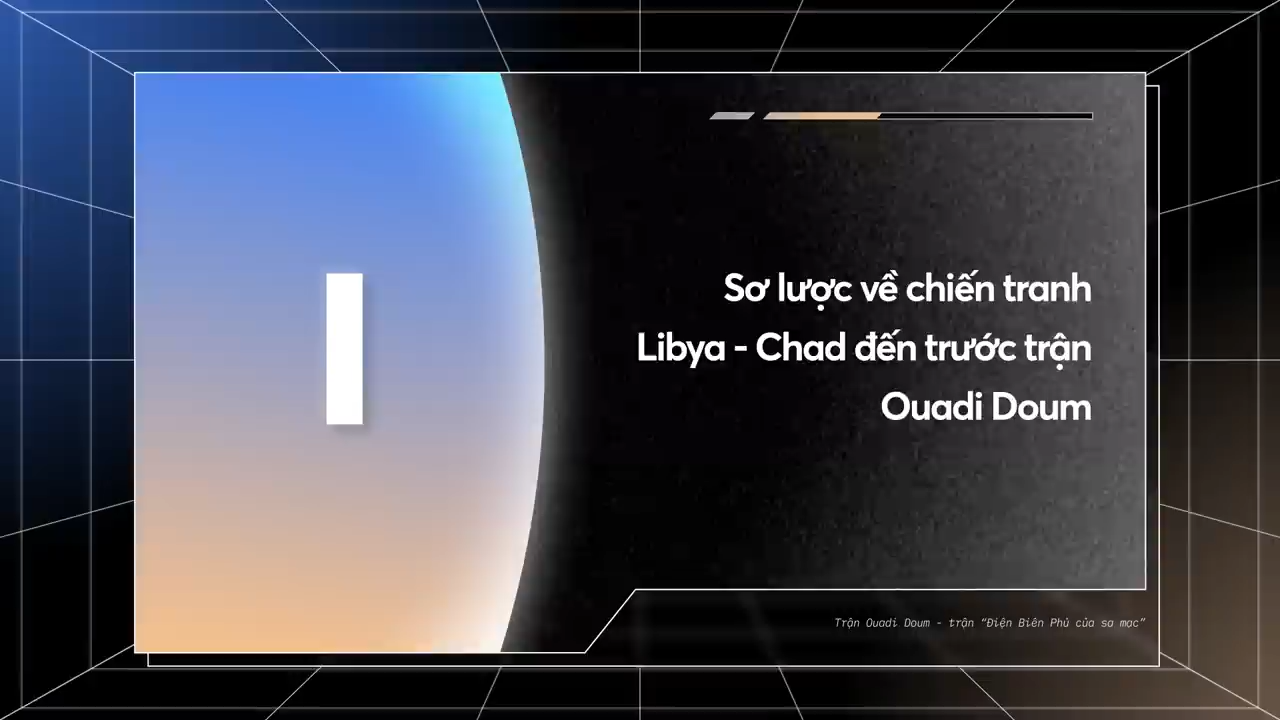 I
Sơ lược về chiến tranh
Libya - Chad đến trước trận
Ouadi Doum
Trận Ouadi Doum - trận “Điện Biên Phủ của sa mạc”